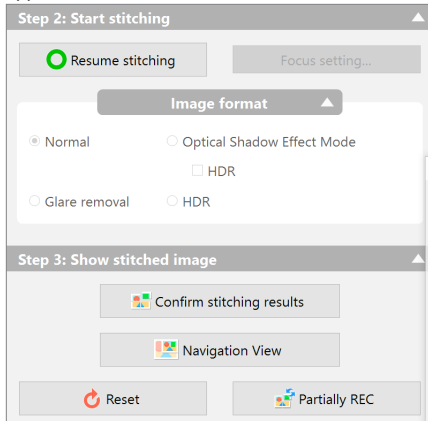 Step 2: Start stitching
Resume stitching
Focus setting...
Image format
Normal
Optical Shadow Effect Mode
HDR
Glare removal
HDR
Step 3: Show stitched image
Confirm stitching results
Navigation View
Reset
Partially REC